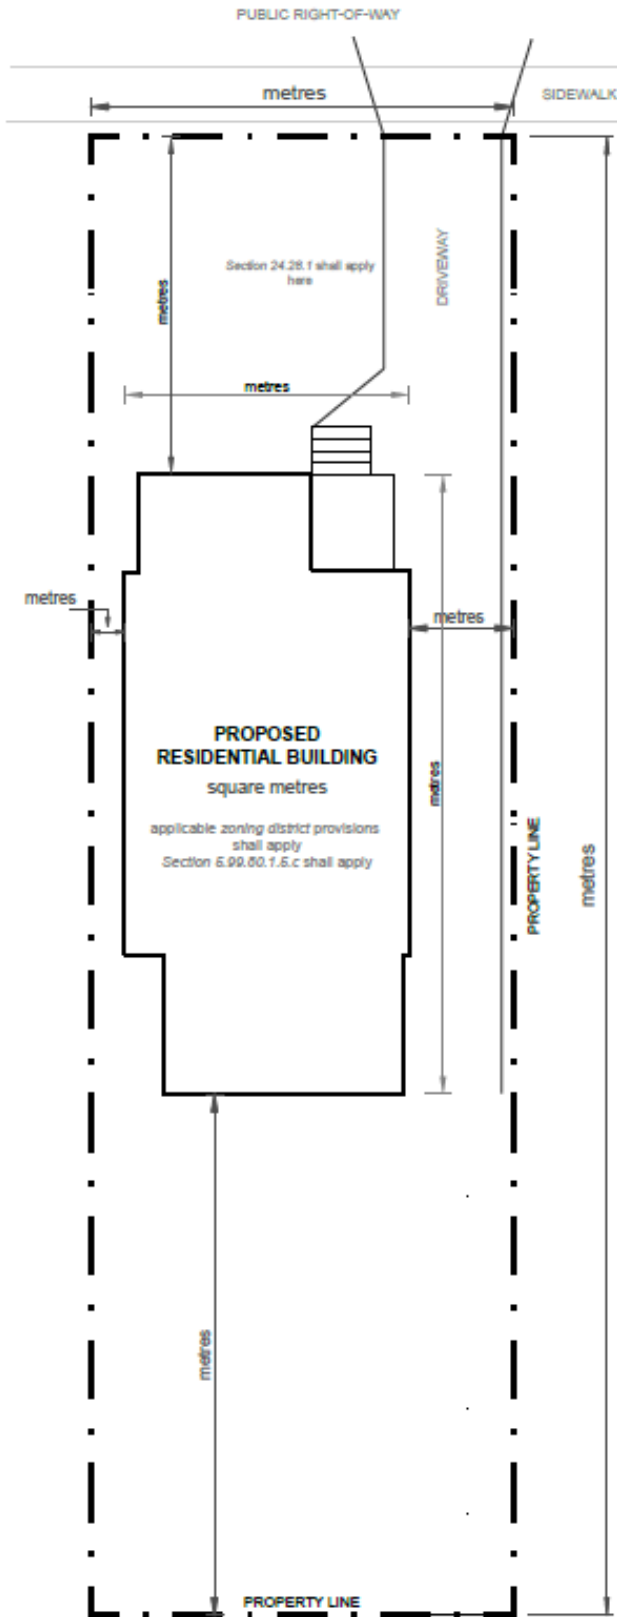 PUBLIC RIGHT-OF-WAY
metres
SIDEWALK
Section 24.28.1 shall apply
here
DRIVEWAY
metres
metres
metres
metres
PROPOSED
RESIDENTIAL BUILDING
square metres
applicable zoning district provisions
shall apply
Section 5.99.80.1.5.c shall apply
metres
PROPERTY LINE
metres
metres
PROPERTY LINE